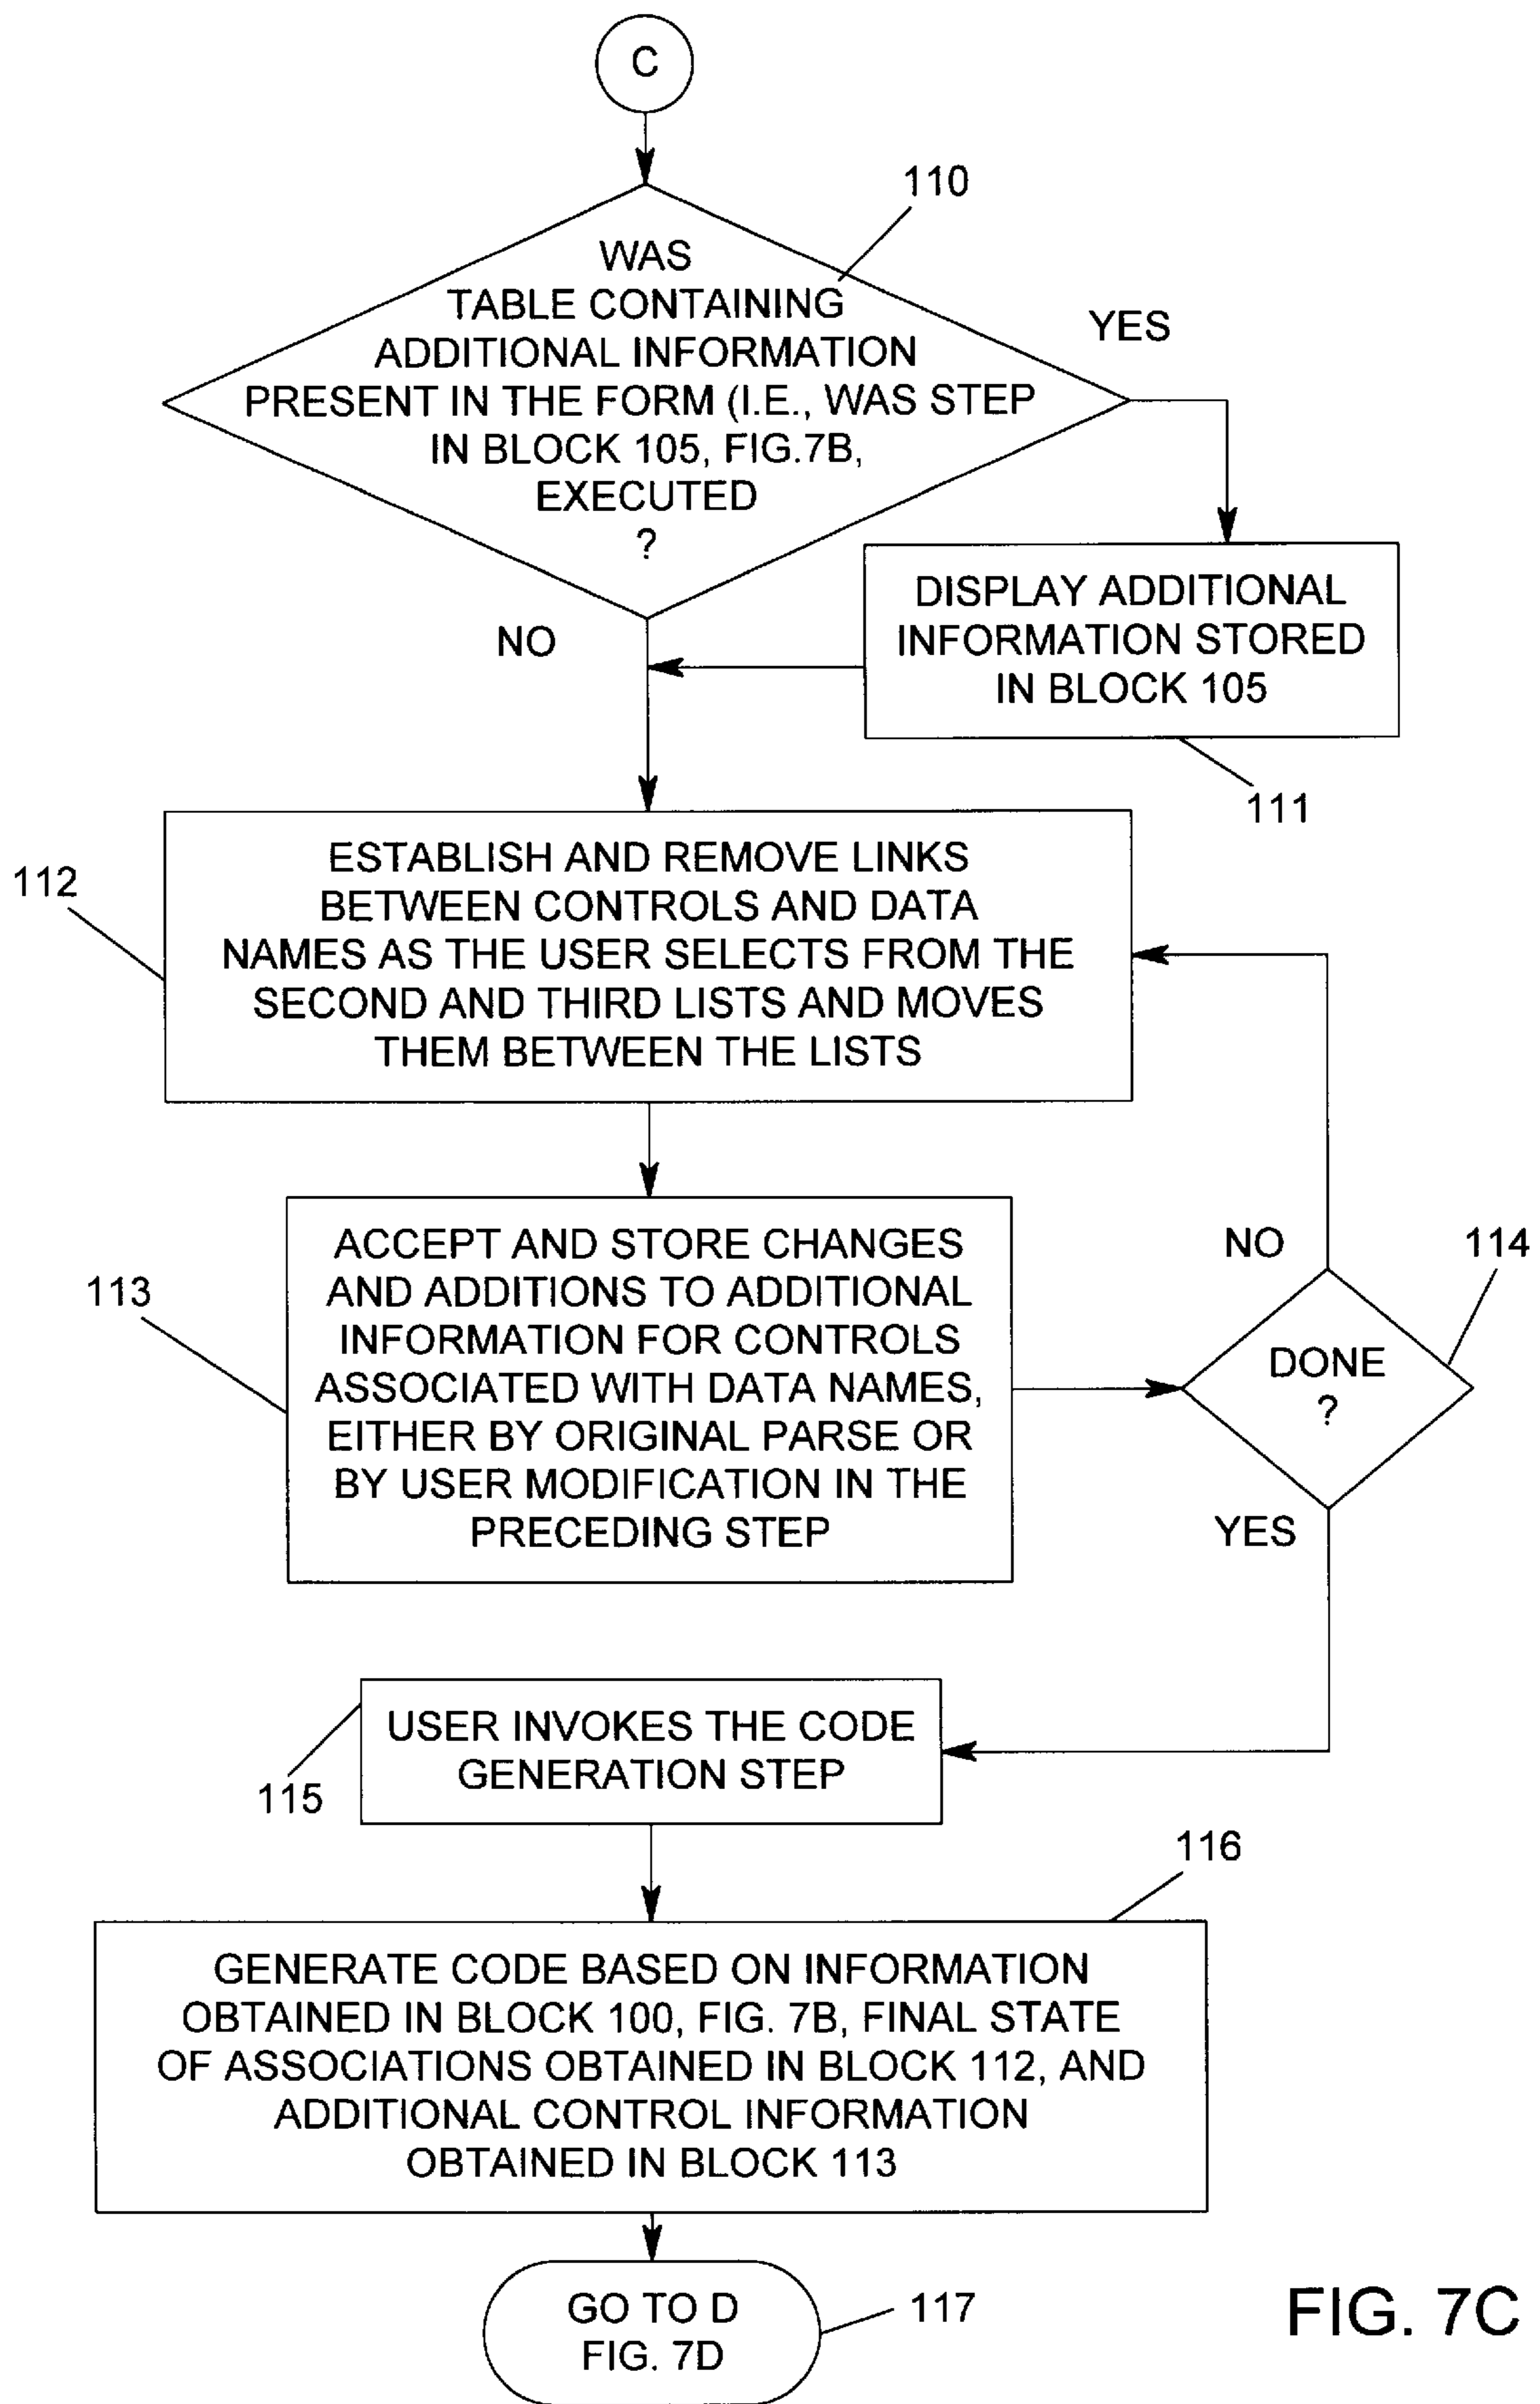 C
110
WAS
TABLE CONTAINING
ADDITIONAL INFORMATION
PRESENT IN THE FORM (I.E., WAS STEP
IN BLOCK 105, FIG.7B,
EXECUTED
?
YES
NO
DISPLAY ADDITIONAL
INFORMATION STORED
IN BLOCK 105
111
112
ESTABLISH AND REMOVE LINKS
BETWEEN CONTROLS AND DATA
NAMES AS THE USER SELECTS FROM THE
SECOND AND THIRD LISTS AND MOVES
THEM BETWEEN THE LISTS
113
ACCEPT AND STORE CHANGES
AND ADDITIONS TO ADDITIONAL
INFORMATION FOR CONTROLS
ASSOCIATED WITH DATA NAMES,
EITHER BY ORIGINAL PARSE OR
BY USER MODIFICATION IN THE
PRECEDING STEP
NO
114
DONE
?
YES
USER INVOKES THE CODE
GENERATION STEP
115
116
GENERATE CODE BASED ON INFORMATION
OBTAINED IN BLOCK 100, FIG. 7B, FINAL STATE
OF ASSOCIATIONS OBTAINED IN BLOCK 112, AND
ADDITIONAL CONTROL INFORMATION
OBTAINED IN BLOCK 113
GO TO D
FIG. 7D
117
FIG. 7C